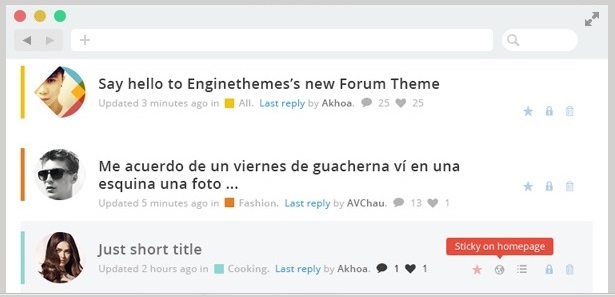 Say hello to Enginethemes's new Forum Theme
Updated 3 minutes ago in All. Last reply by Akhoa. 25 25
Me acuerdo de un viernes de guacherna ví en una
esquina una foto ...
Updated 5 minutes ago in Fashion. Last reply by AVChau. 13 1
Sticky on homepage
Just short title
Updated 2 hours ago in Cooking. Last reply by Akhoa. 1 1